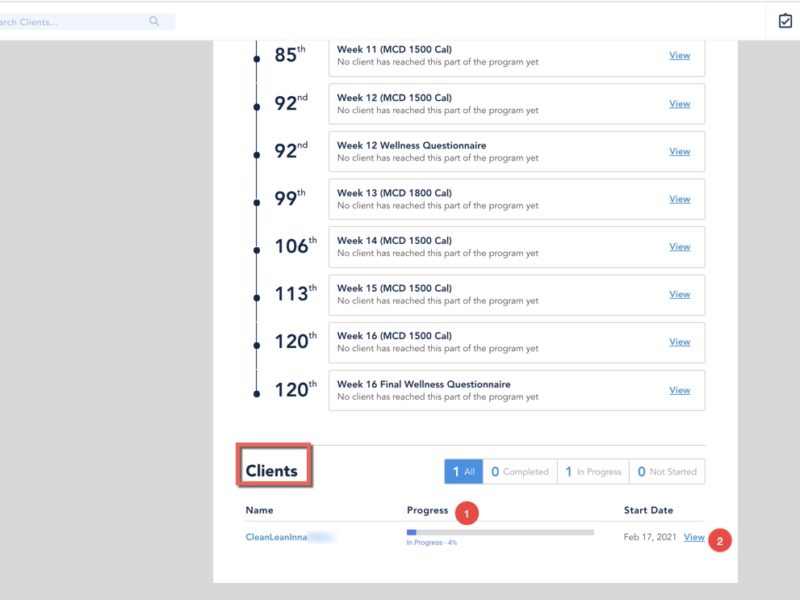 arch Clients...
85th
Week 11 (MCD 1500 Cal)
No client has reached this part of the program yet
View
92nd
Week 12 (MCD 1500 Cal)
No client has reached this part of the program yet
View
92nd
Week 12 Wellness Questionnaire
No client has reached this part of the program yet
View
99th
Week 13 (MCD 1800 Cal)
No client has reached this part of the program yet
View
106th
Week 14 (MCD 1500 Cal)
No client has reached this part of the program yet
View
113th
Week 15 (MCD 1500 Cal)
No client has reached this part of the program yet
View
120th
Week 16 (MCD 1500 Cal)
No client has reached this part of the program yet
View
120th
Week 16 Final Wellness Questionnaire
No client has reached this part of the program yet
View
Clients
1 All 0 Completed 1 In Progress 0 Not Started
Name Progress 1 Start Date
CleanLeanInna Feb 17, 2021 View 2
In Progress - 4%